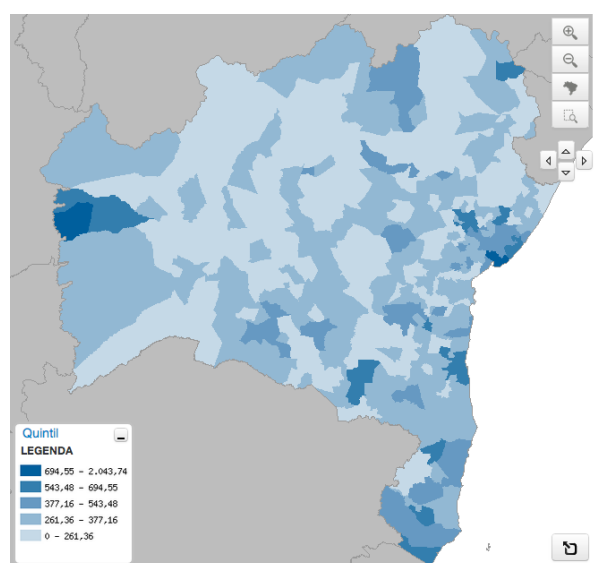 Quintil
LEGENDA
694,55 - 2.043,74
543,48 - 694,55
377,16 - 543,48
261,36 - 377,16
0 - 261,36